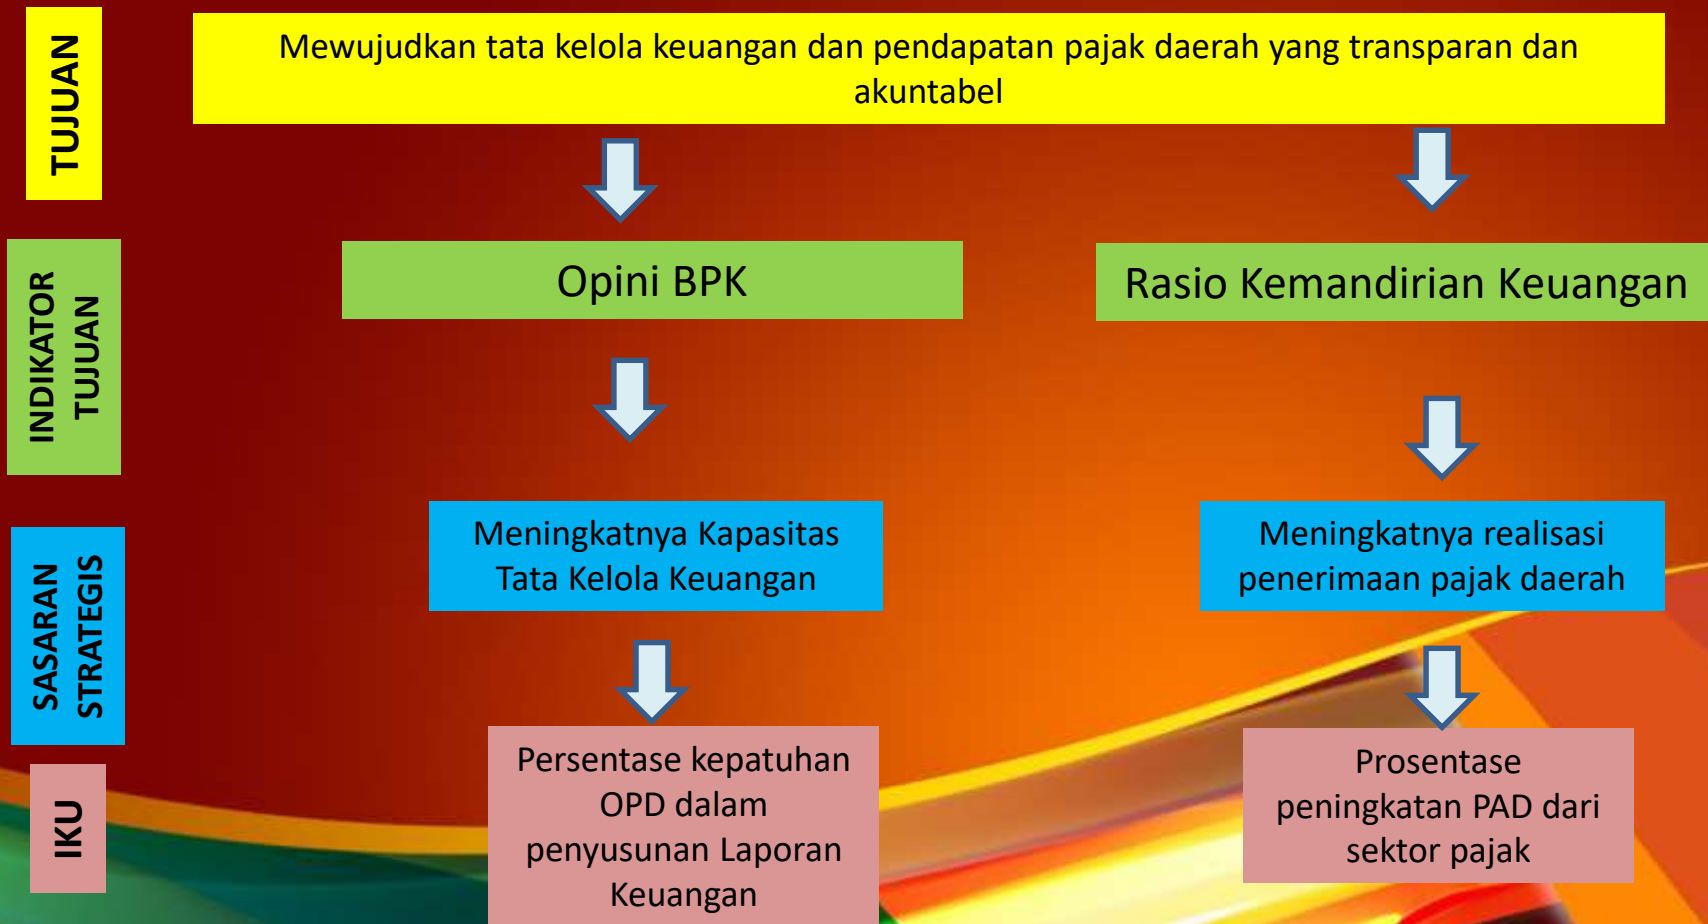 TUJUAN
Mewujudkan tata kelola keuangan dan pendapatan pajak daerah yang transparan dan
akuntabel
INDIKATOR
TUJUAN
Opini BPK
Rasio Kemandirian Keuangan
SASARAN
STRATEGIS
Meningkatnya Kapasitas
Tata Kelola Keuangan
Meningkatnya realisasi
penerimaan pajak daerah
IKU
Persentase kepatuhan
OPD dalam
penyusunan Laporan
Keuangan
Prosentase
peningkatan PAD dari
sektor pajak